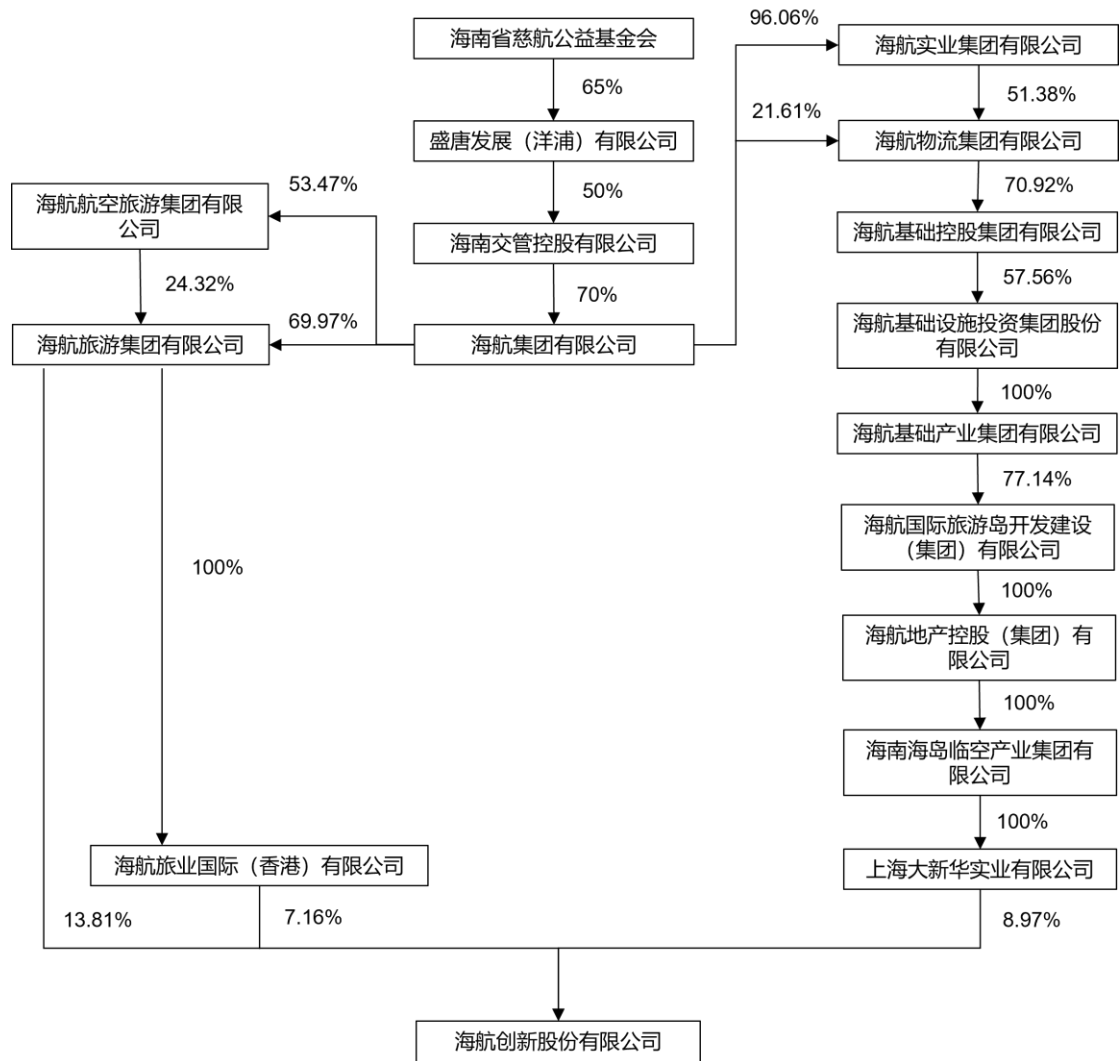 海南省慈航公益基金会
96.06%
海航实业集团有限公司
65%
51.38%
21.61%
盛唐发展（洋浦）有限公司
海航物流集团有限公司
53.47%
50%
70.92%
海航航空旅游集团有限
公司
海南交管控股有限公司
海航基础控股集团有限公司
24.32%
70%
57.56%
69.97%
海航旅游集团有限公司
海航集团有限公司
海航基础设施投资集团股份
有限公司
100%
海航基础产业集团有限公司
77.14%
海航国际旅游岛开发建设
（集团）有限公司
100%
100%
海航地产控股（集团）有
限公司
100%
海南海岛临空产业集团有
限公司
100%
海航旅业国际（香港）有限公司
上海大新华实业有限公司
13.81%
7.16%
8.97%
海航创新股份有限公司